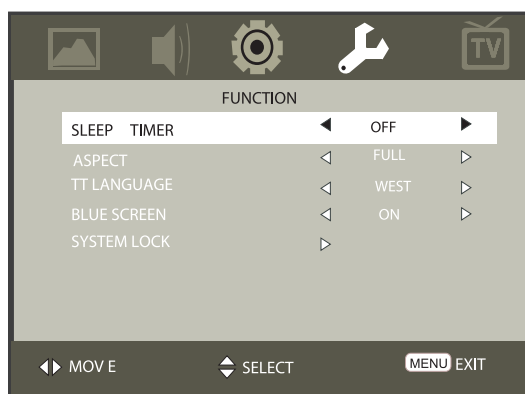 TV
FUNCTION
SLEEP TIMER OFF
ASPECT FULL
TT LANGUAGE WEST
BLUE SCREEN ON
SYSTEM LOCK
MOV E SELECT MENU EXIT